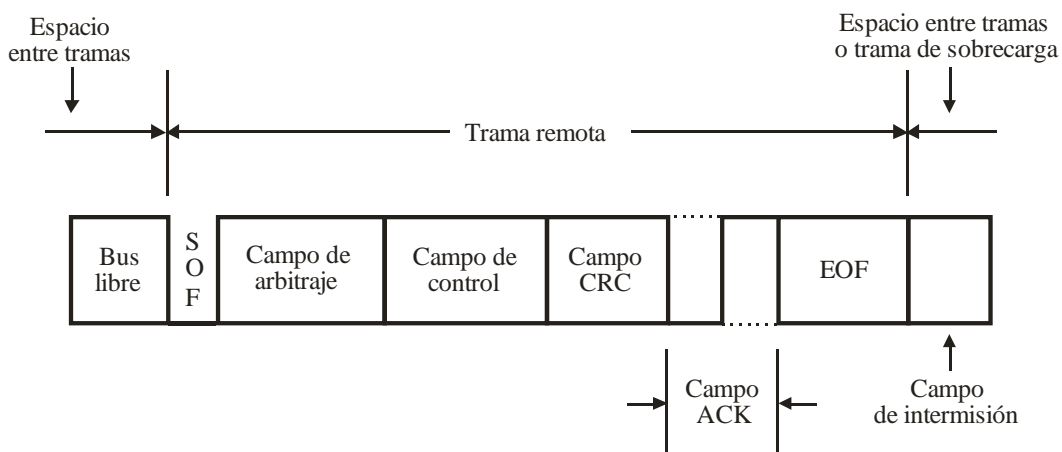 Espacio
entre tramas
Espacio entre tramas
o trama de sobrecarga
Trama remota
Bus
libre
S
O
F
Campo de
arbitraje
Campo de
control
Campo
CRC
EOF
Campo
ACK
Campo
de intermisión